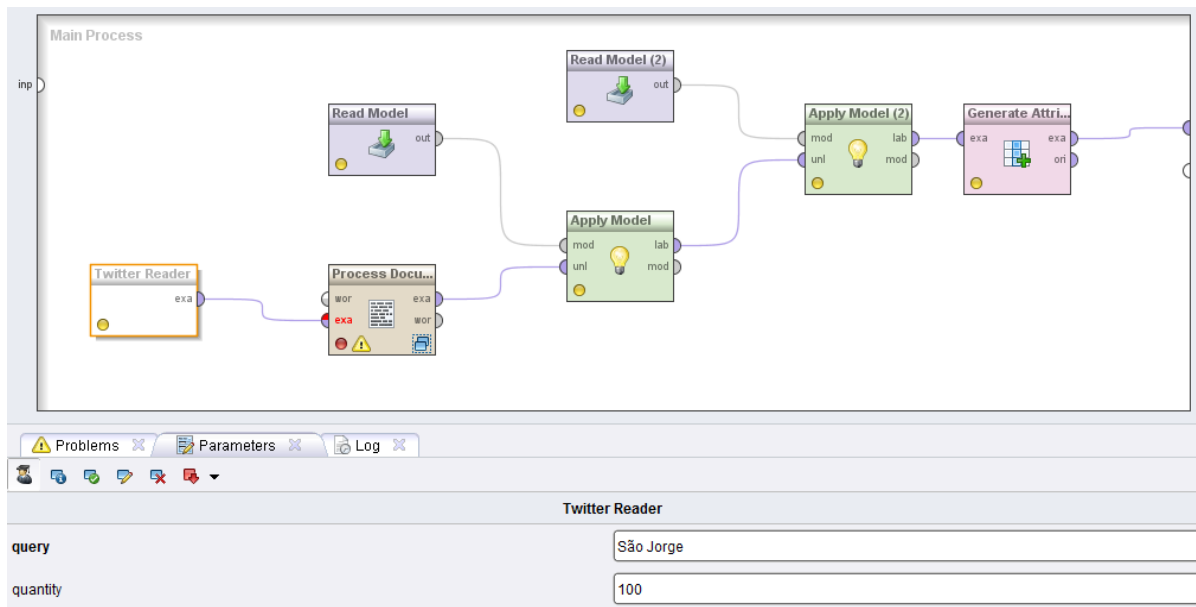 Main Process
inp
Read Model (2)
out
Read Model
out
Apply Model (2)
mod lab
unl mod
Generate Attri...
exa exa
ori
Apply Model
mod lab
unl mod
Twitter Reader
exa
Process Docu...
wor exa
exa wor
Problems Parameters Log
Twitter Reader
query São Jorge
quantity 100